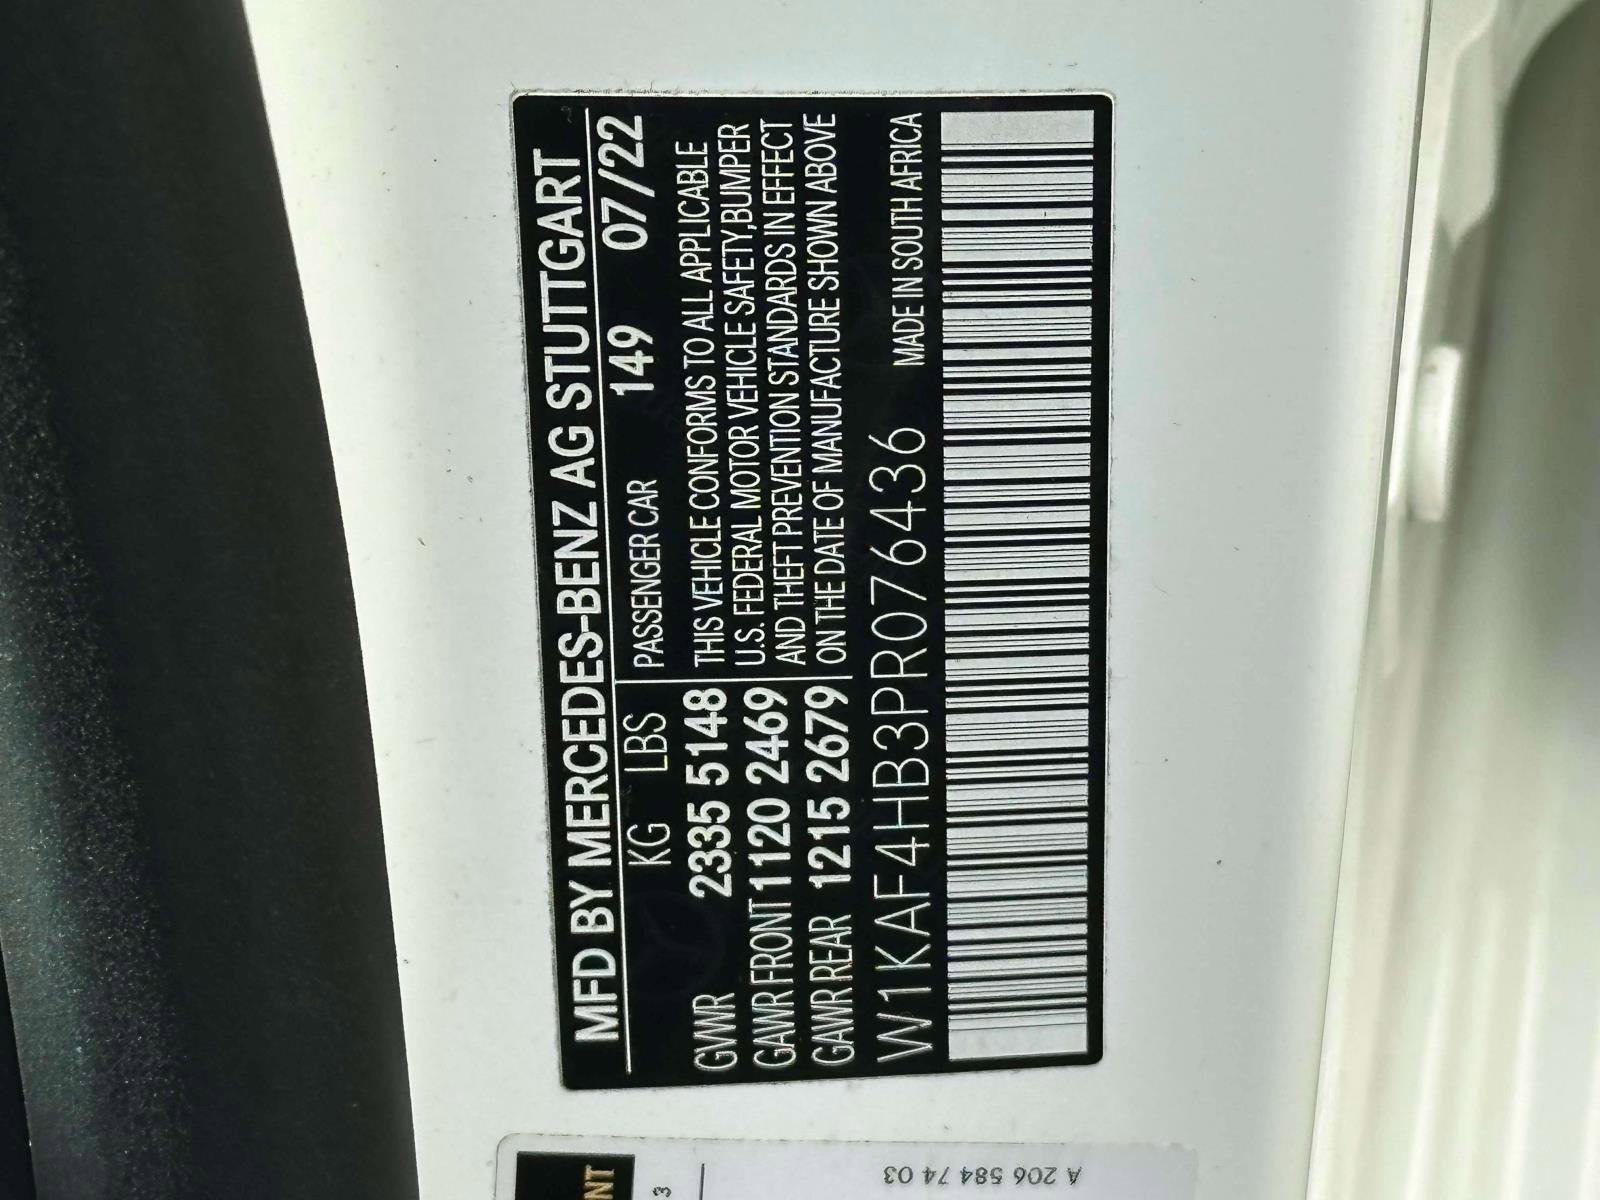 MFD BY MERCEDES-BENZ AG STUTTGART
KG LBS PASSENGER CAR 149 07/22
GVWR 2335 5148 THIS VEHICLE CONFORMS TO ALL APPLICABLE
GAWR FRONT 1120 2469 U.S. FEDERAL MOTOR VEHICLE SAFETY,BUMPER
AND THEFT PREVENTION STANDARDS IN EFFECT
GAWR REAR 1215 2679 ON THE DATE OF MANUFACTURE SHOWN ABOVE
W1KAF4HB3PR076436 MADE IN SOUTH AFRICA
NT
3
A 206 584 74 03